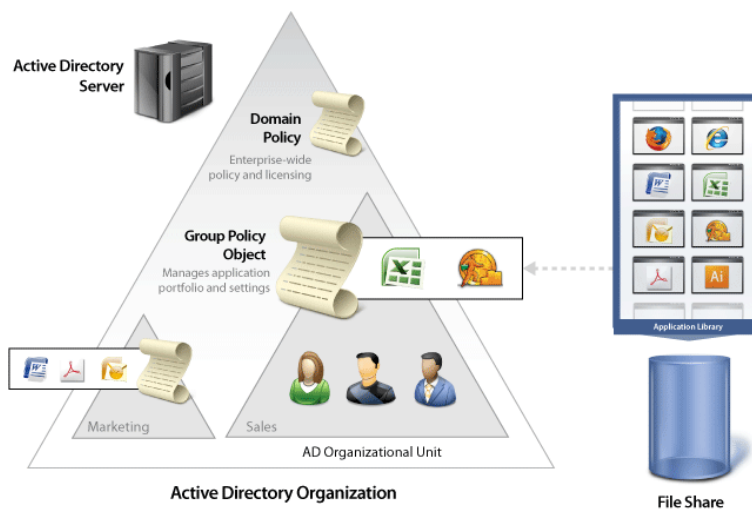 Active Directory
Server
Domain
Policy
Enterprise-wide
policy and licensing
Group Policy
Object
Manages application
portfolio and settings
Marketing
Sales
AD Organizational Unit
Active Directory Organization
Ai
Application Library
File Share